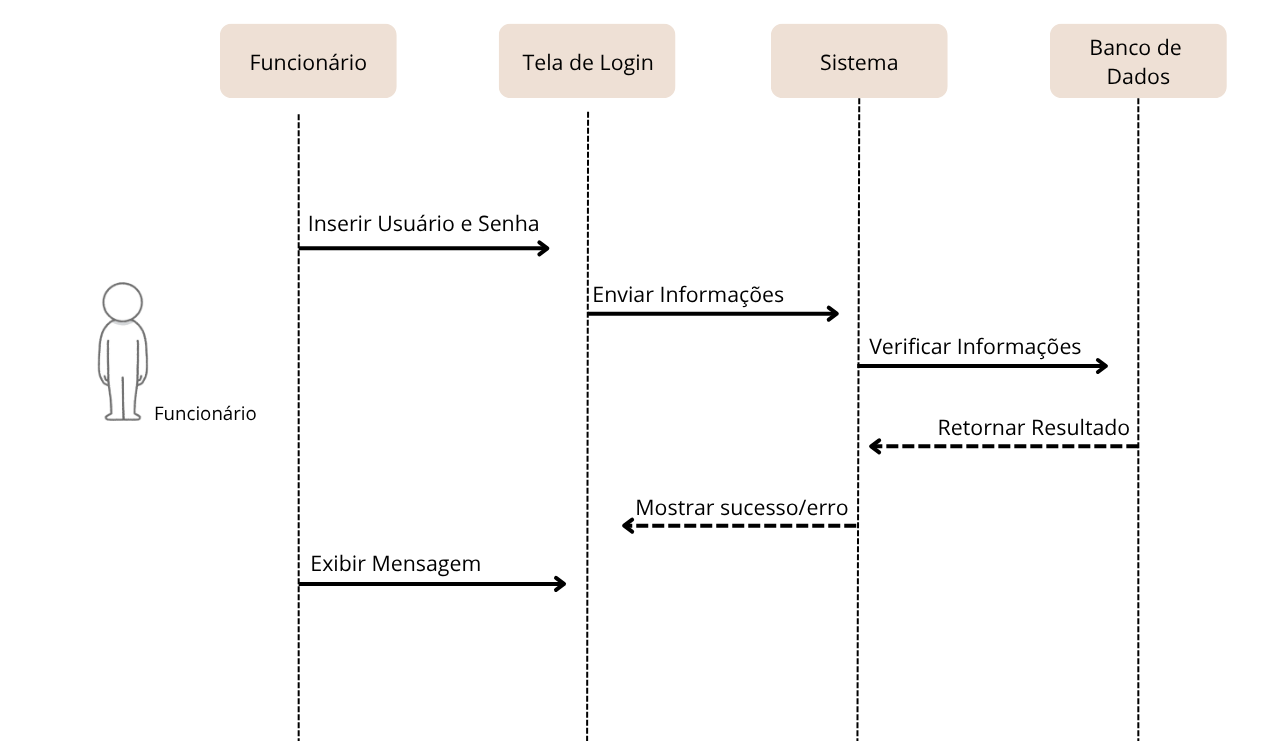 Funcionário
Tela de Login
Sistema
Banco de
Dados
Inserir Usuário e Senha
Enviar Informações
Verificar Informações
Funcionário
Retornar Resultado
Mostrar sucesso/erro
Exibir Mensagem